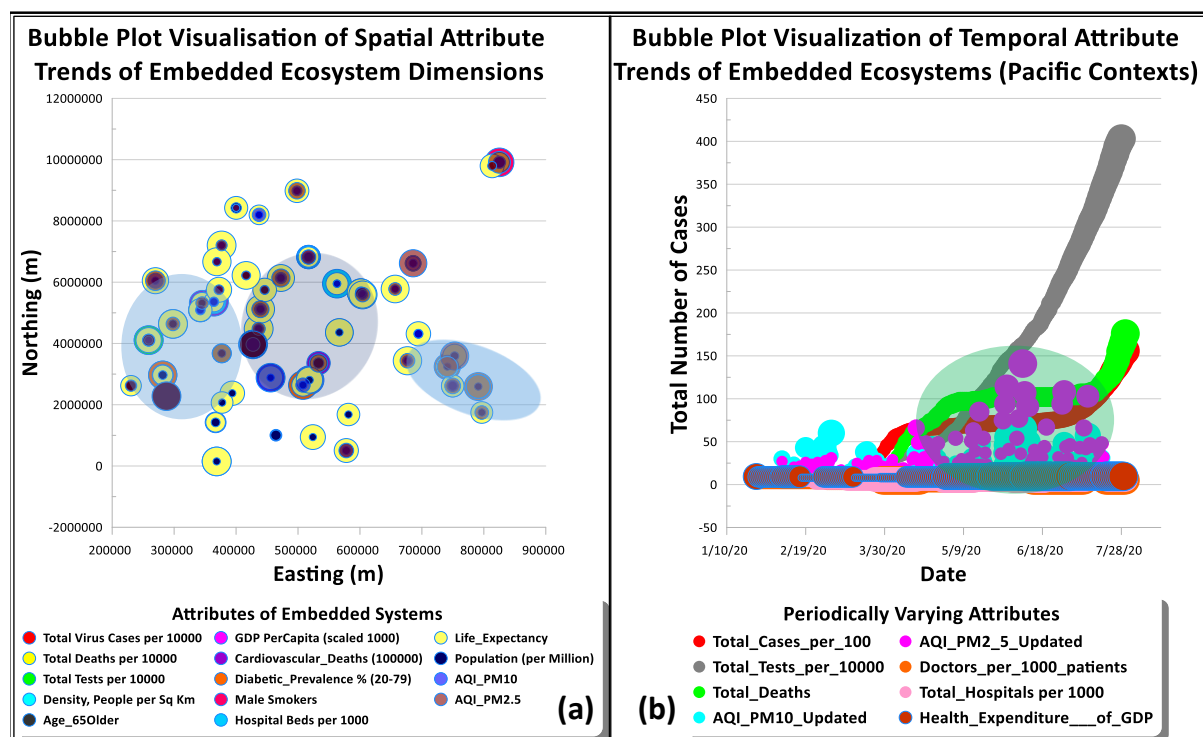 Bubble Plot Visualisation of Spatial Attribute
Trends of Embedded Ecosystem Dimensions
12000000
10000000
8000000
6000000
4000000
2000000
0
-2000000
Northing (m)
200000 300000 400000 500000 600000 700000 800000 900000
Easting (m)
Attributes of Embedded Systems
Total Virus Cases per 10000 GDP PerCapita (scaled 1000) Life_Expectancy
Total Deaths per 10000 Cardiovascular_Deaths (100000) Population (per Million)
Total Tests per 10000 Diabetic_Prevalence % (20-79) AQI_PM10
Density, People per Sq Km Male Smokers AQI_PM2.5
Age_65Older Hospital Beds per 1000
(a)
Bubble Plot Visualization of Temporal Attribute
Trends of Embedded Ecosystems (Pacific Contexts)
450
400
350
300
250
200
150
100
50
0
-50
Total Number of Cases
1/10/20 2/19/20 3/30/20 5/9/20 6/18/20 7/28/20
Date
Periodically Varying Attributes
Total_Cases_per_100 AQI_PM2_5_Updated
Total_Tests_per_10000 Doctors_per_1000_patients
Total_Deaths Total_Hospitals per 1000
AQI_PM10_Updated Health_Expenditure___of_GDP
(b)